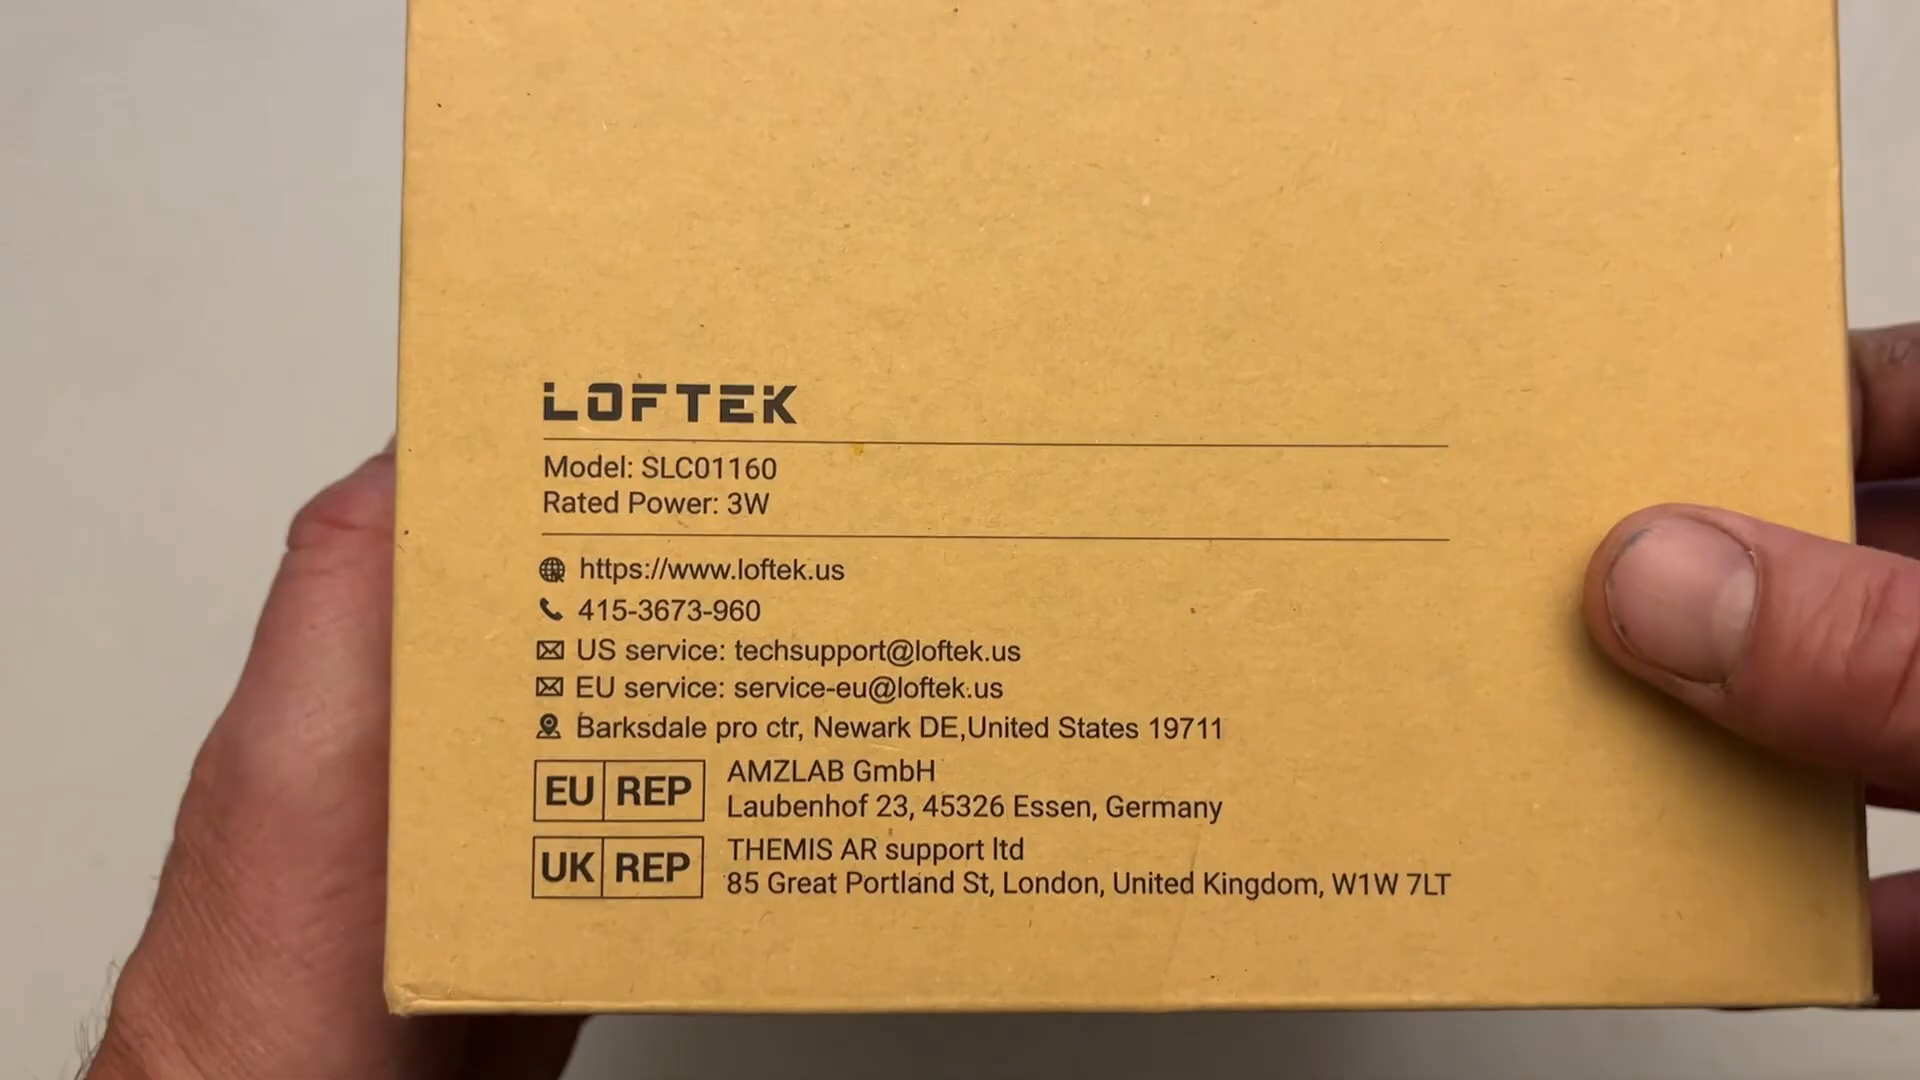 LOFTEK
Model: SLC01160
Rated Power: 3W
https://www.loftek.us
415-3673-960
US service: techsupport@loftek.us
EU service: service-eu@loftek.us
Barksdale pro ctr, Newark DE,United States 19711
EU REP
AMZLAB GmbH
Laubenhof 23, 45326 Essen, Germany
UK REP
THEMIS AR support ltd
85 Great Portland St, London, United Kingdom, W1W 7LT